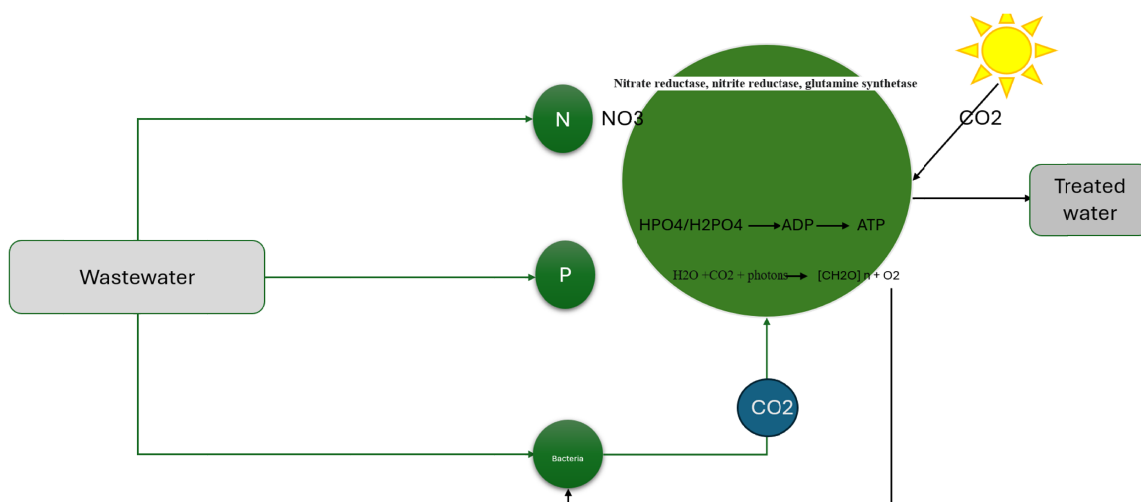 Nitrate reductase, nitrite reductase, glutamine synthetase
N
NO3
CO2
Treated
water
HPO4/H2PO4
ADP
ATP
Wastewater
P
H2O +CO2 + photons
[CH2O] n + O2
CO2
Bacteria